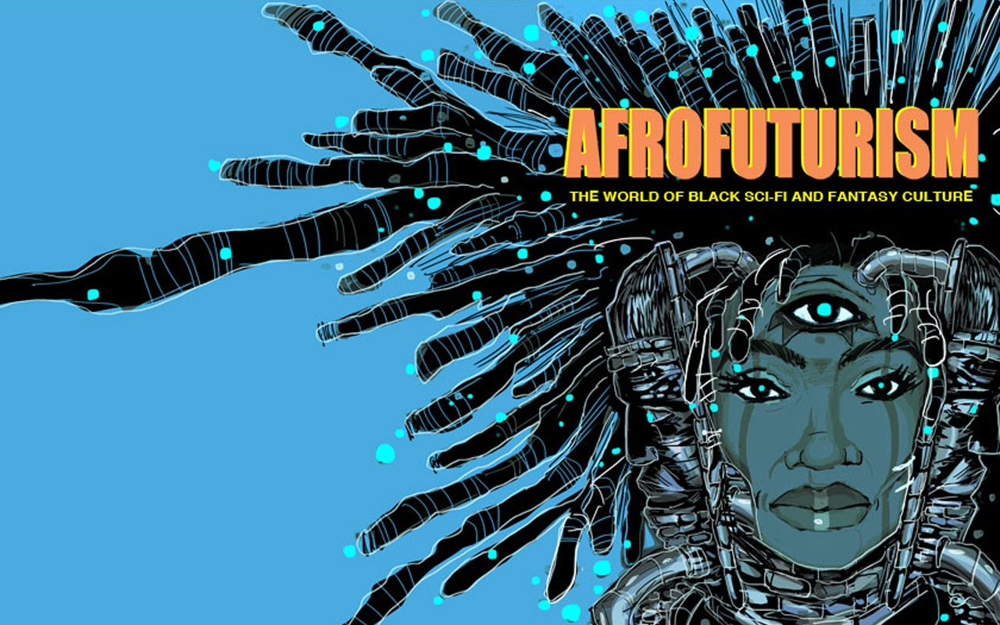 AFROFUTURISM
THE WORLD OF BLACK SCI-FI AND FANTASY CULTURE